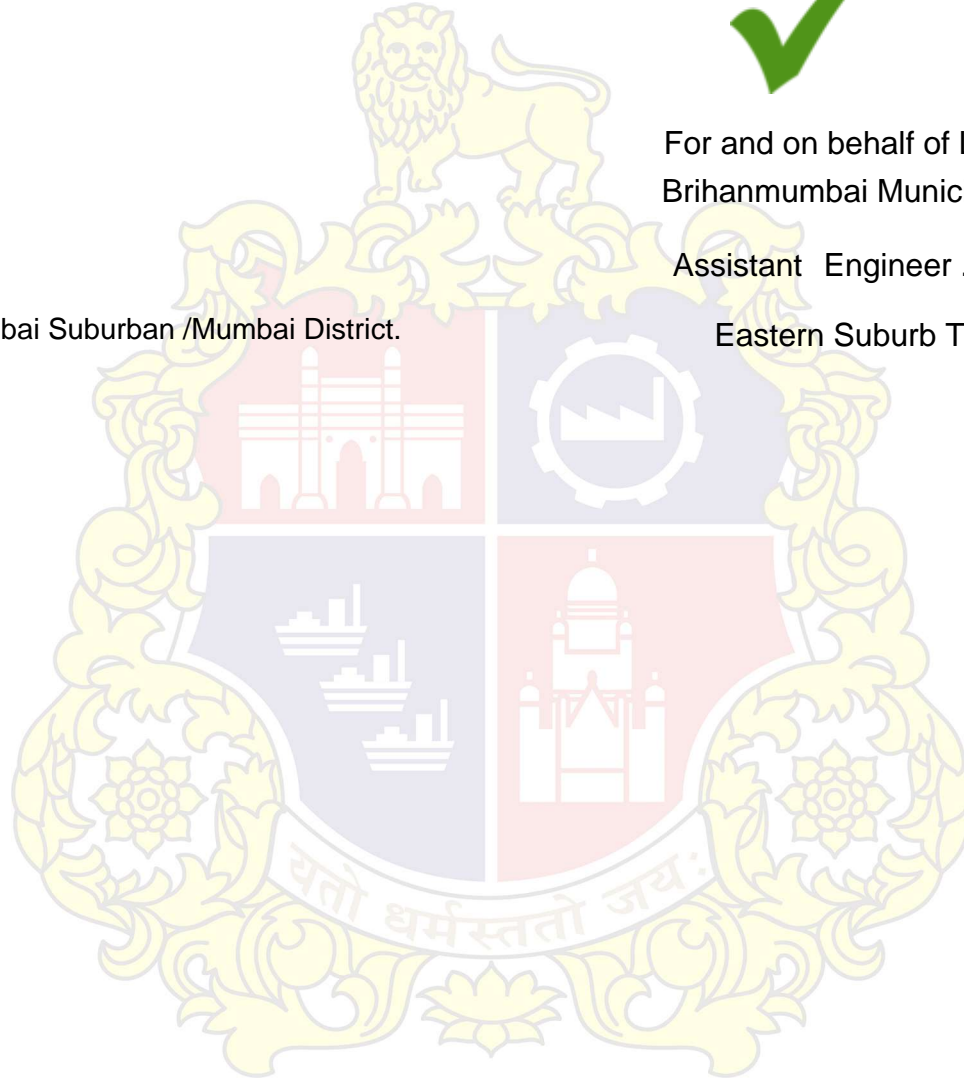 For and on behalf of
Brihanmumbai Munic
Assistant Engineer .
bai Suburban /Mumbai District.
Eastern Suburb T
यतो धर्मस्ततो जय: